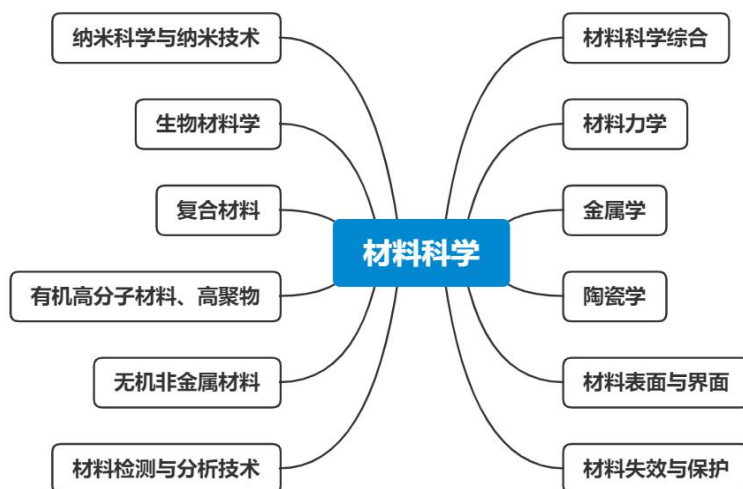 纳米科学与纳米技术
生物材料学
复合材料
有机高分子材料、高聚物
无机非金属材料
材料检测与分析技术
材料科学
材料科学综合
材料力学
金属学
陶瓷学
材料表面与界面
材料失效与保护